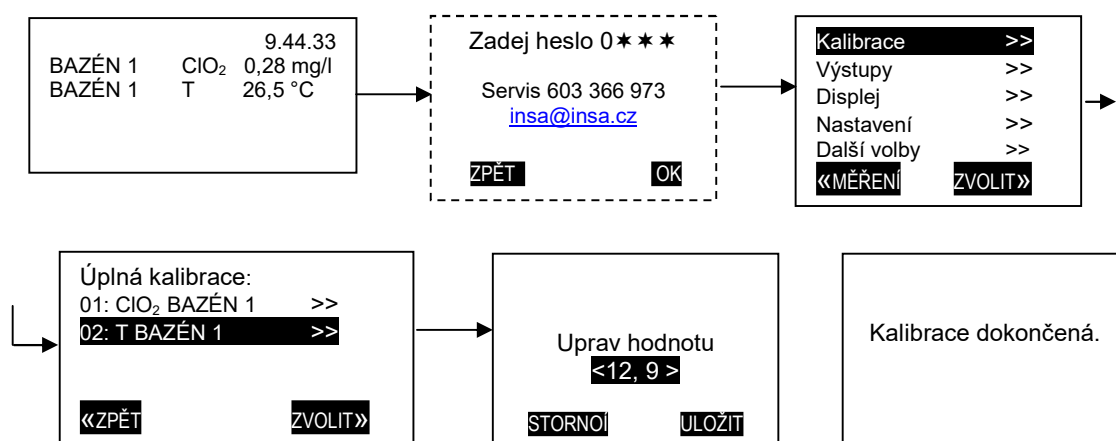 9.44.33
BAZÉN 1 ClO₂ 0,28 mg/l
BAZÉN 1 T 26,5 °C
Zadej heslo 0✶✶✶
Servis 603 366 973
insa@insa.cz
ZPĚT OK
Kalibrace >>
Výstupy >>
Displej >>
Nastavení >>
Další volby >>
«MĚŘENÍ ZVOLIT»
Úplná kalibrace:
01: ClO₂ BAZÉN 1 >>
02: T BAZÉN 1 >>
«ZPĚT ZVOLIT»
Uprav hodnotu
<12, 9 >
STORNOÍ ULOŽIT
Kalibrace dokončená.